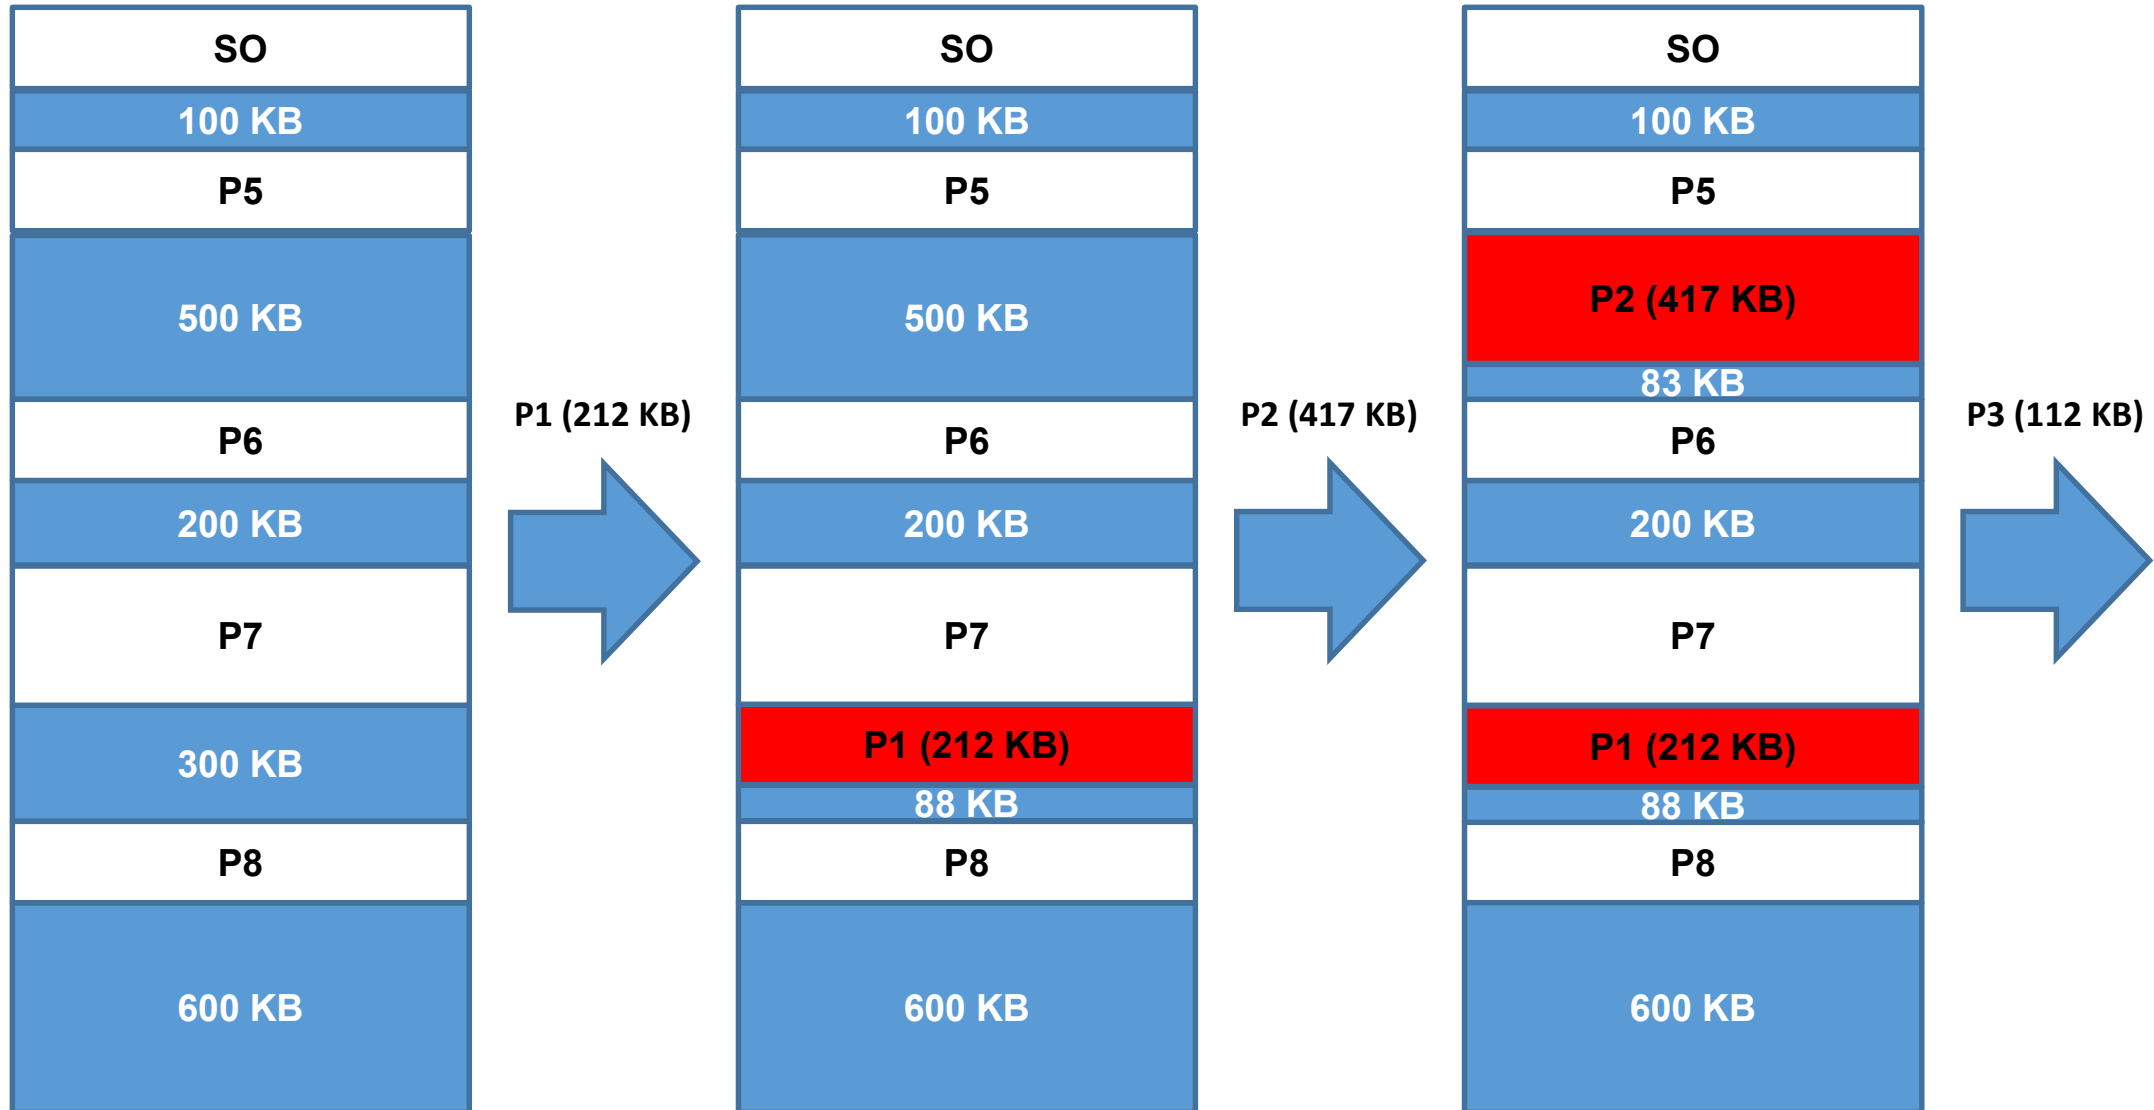 SO
100 KB
P5
500 KB
P6
200 KB
P7
300 KB
P8
600 KB
P1 (212 KB)
SO
100 KB
P5
500 KB
P6
200 KB
P7
P1 (212 KB)
88 KB
P8
600 KB
P2 (417 KB)
SO
100 KB
P5
P2 (417 KB)
83 KB
P6
200 KB
P7
P1 (212 KB)
88 KB
P8
600 KB
P3 (112 KB)